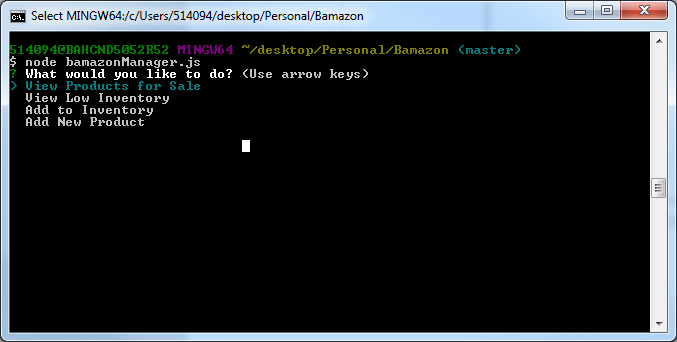 Select MINGW64:/c/Users/514094/desktop/Personal/Bamazon
514094@BAHCND5052R52 MINGW64 ~/desktop/Personal/Bamazon (master)
$ node bamazonManager.js
? What would you like to do? (Use arrow keys)
> View Products for Sale
View Low Inventory
Add to Inventory
Add New Product